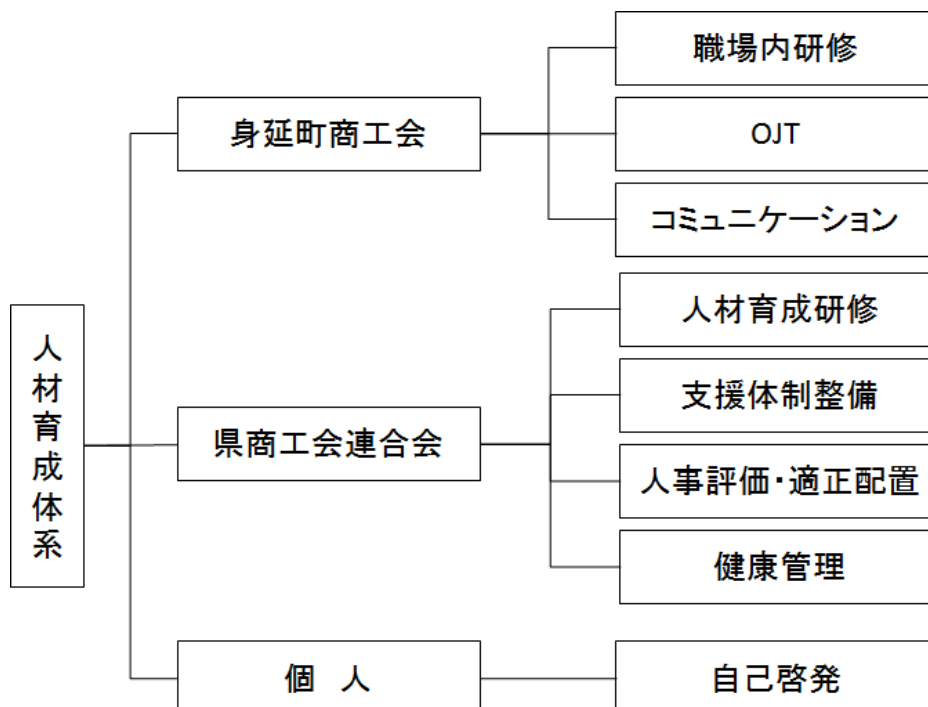 人材育成体系
身延町商工会
職場内研修
OJT
コミュニケーション
県商工会連合会
人材育成研修
支援体制整備
人事評価・適正配置
健康管理
個　人
自己啓発